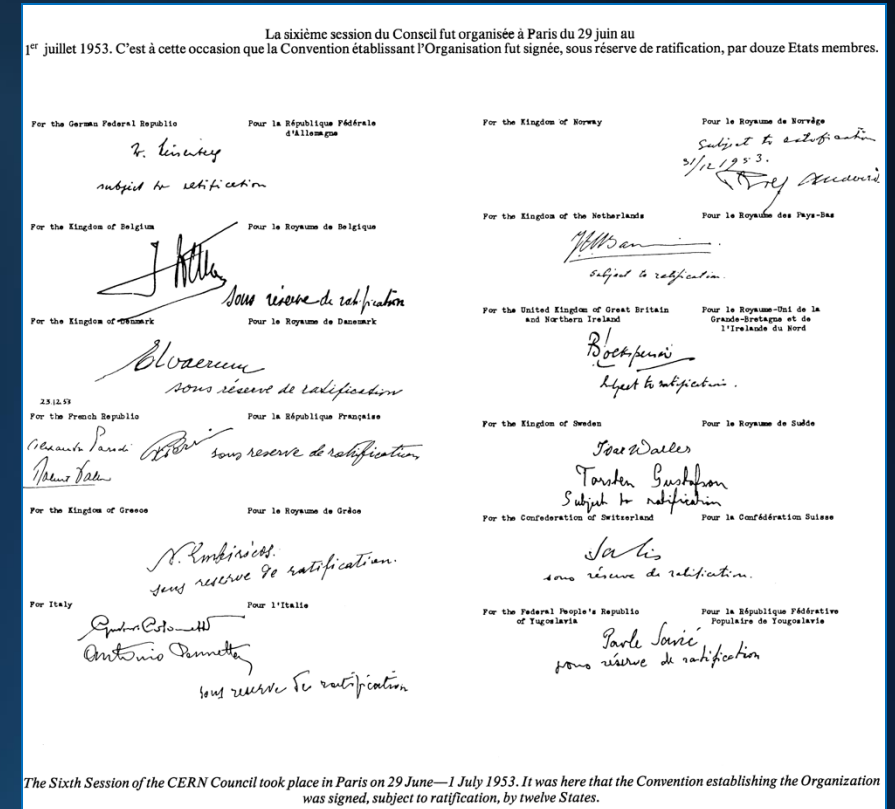 La sixième session du Conseil fut organisée à Paris du 29 juin au
1er juillet 1953. C'est à cette occasion que la Convention établissant l'Organisation fut signée, sous réserve de ratification, par douze Etats membres.
For the German Federal Republic
Pour la République Fédérale
d'Allemagne
subject to ratification
For the Kingdom of Belgium
Pour le Royaume de Belgique
sous réserve de ratification
For the Kingdom of Denmark
Pour le Royaume de Danemark
sous réserve de ratification
23.12.53
For the French Republic
Pour la République Française
Alexandre Parodi
sous reserve de ratification
For the Kingdom of Greece
Pour le Royaume de Grèce
N. Embiricos.
sous reserve de ratification.
For Italy
Pour l'Italie
Antonio Pennetta
sous reserve de ratification
For the Kingdom of Norway
Pour le Royaume de Norvège
Subject to ratification
31/12 1953.
For the Kingdom of the Netherlands
Pour le Royaume des Pays-Bas
subject to ratification.
For the United Kingdom of Great Britain
and Northern Ireland
Pour le Royaume-Uni de la
Grande-Bretagne et de
l'Irelande du Nord
subject to ratification.
For the Kingdom of Sweden
Pour le Royaume de Suède
Ivar Waller
Torsten Gustafson
Subject to ratification
For the Confederation of Switzerland
Pour la Confédération Suisse
sous réserve de ratification.
For the Federal People's Republic
of Yugoslavia
Pour la République Fédérative
Populaire de Yougoslavie
Pavle Savić
sous réserve de ratification
The Sixth Session of the CERN Council took place in Paris on 29 June—1 July 1953. It was here that the Convention establishing the Organization
was signed, subject to ratification, by twelve States.